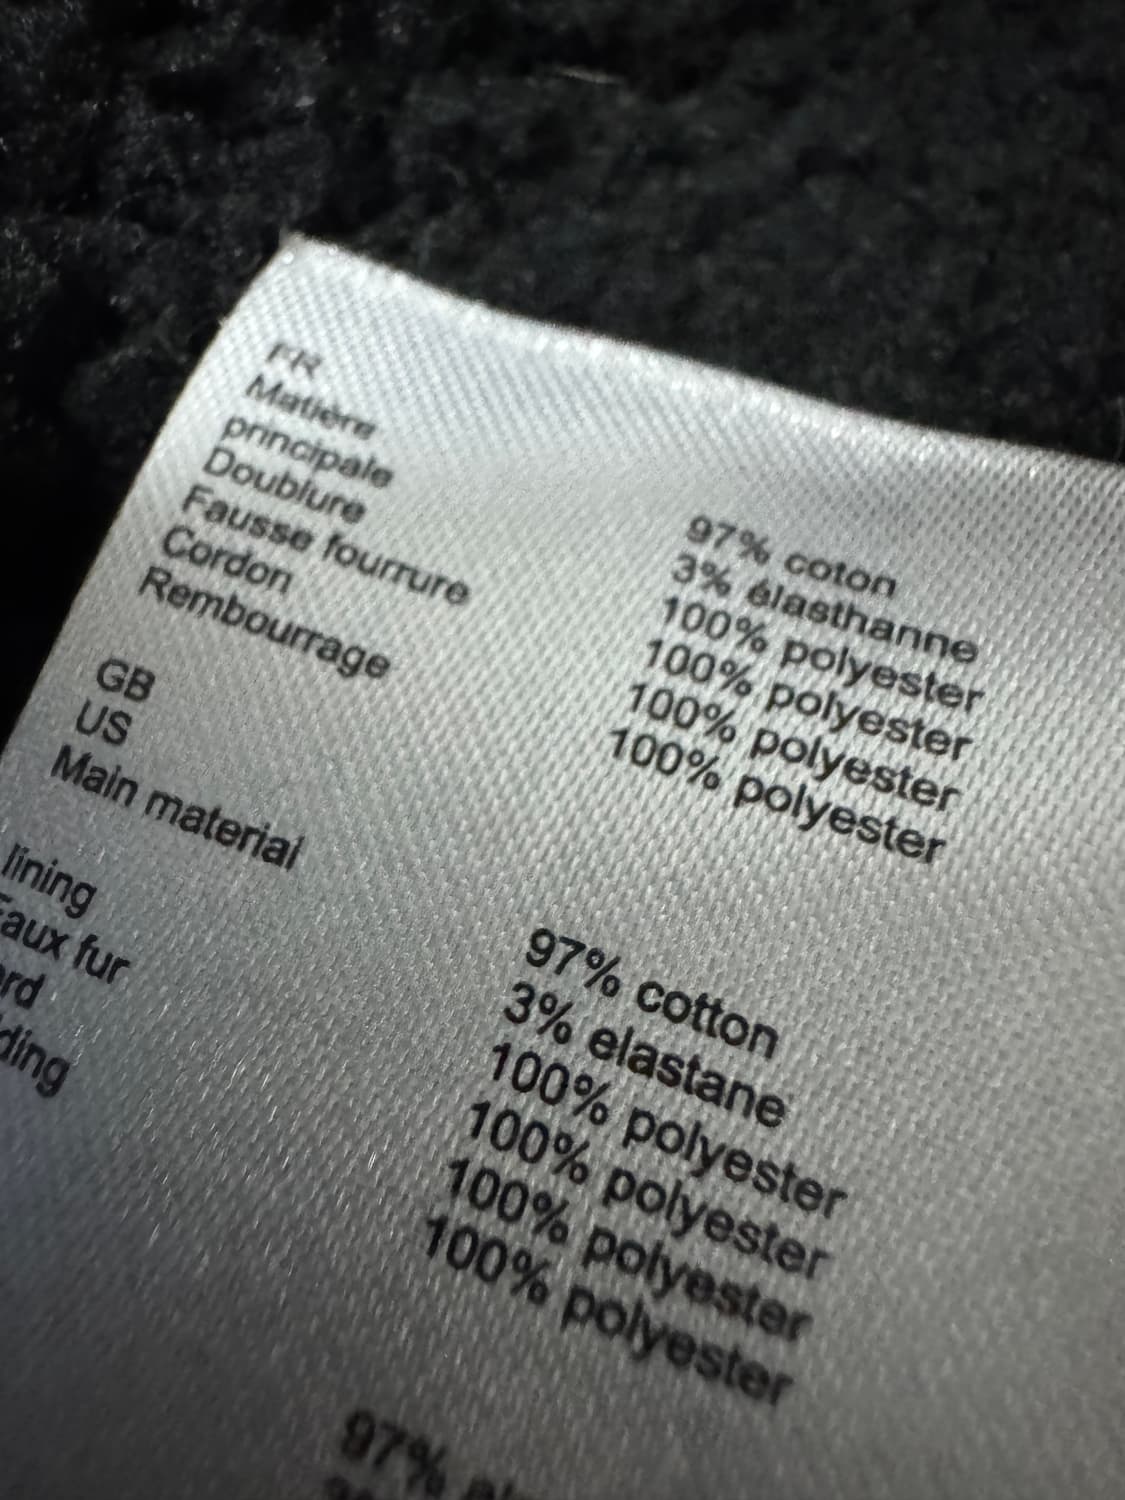 FR
Matière
principale
Doublure
Fausse fourrure
Cordon
Rembourrage
97% coton
3% élasthanne
100% polyester
100% polyester
100% polyester
100% polyester
GB
US
Main material
lining
Faux fur
97% cotton
3% elastane
100% polyester
100% polyester
100% polyester
100% polyester
97%